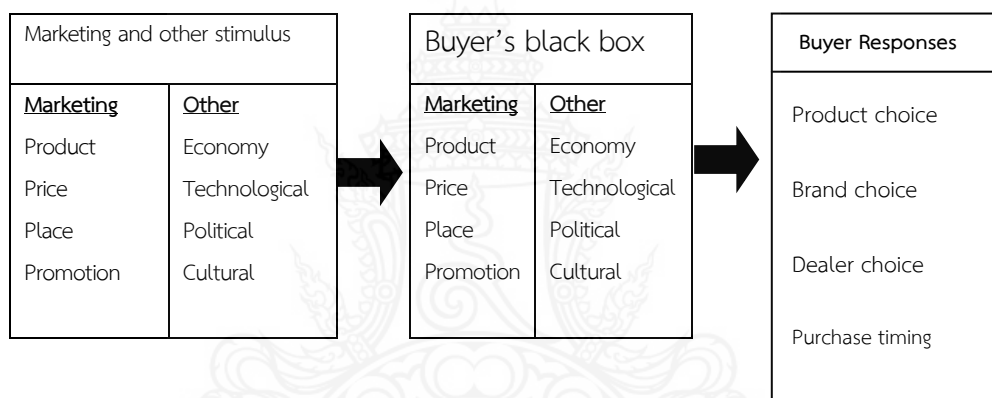 Marketing and other stimulus
Marketing Other
Product Economy
Price Technological
Place Political
Promotion Cultural
Buyer's black box
Marketing Other
Product Economy
Price Technological
Place Political
Promotion Cultural
Buyer Responses
Product choice
Brand choice
Dealer choice
Purchase timing